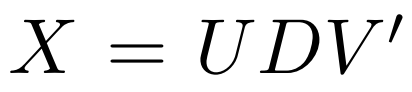 X = UDV′